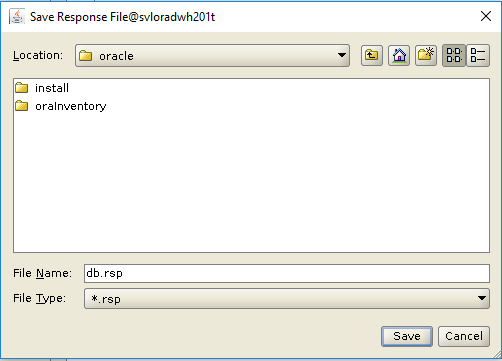 Save Response File@svloradwh201t
Location: oracle
install
oraInventory
File Name: db.rsp
File Type: *.rsp
Save Cancel